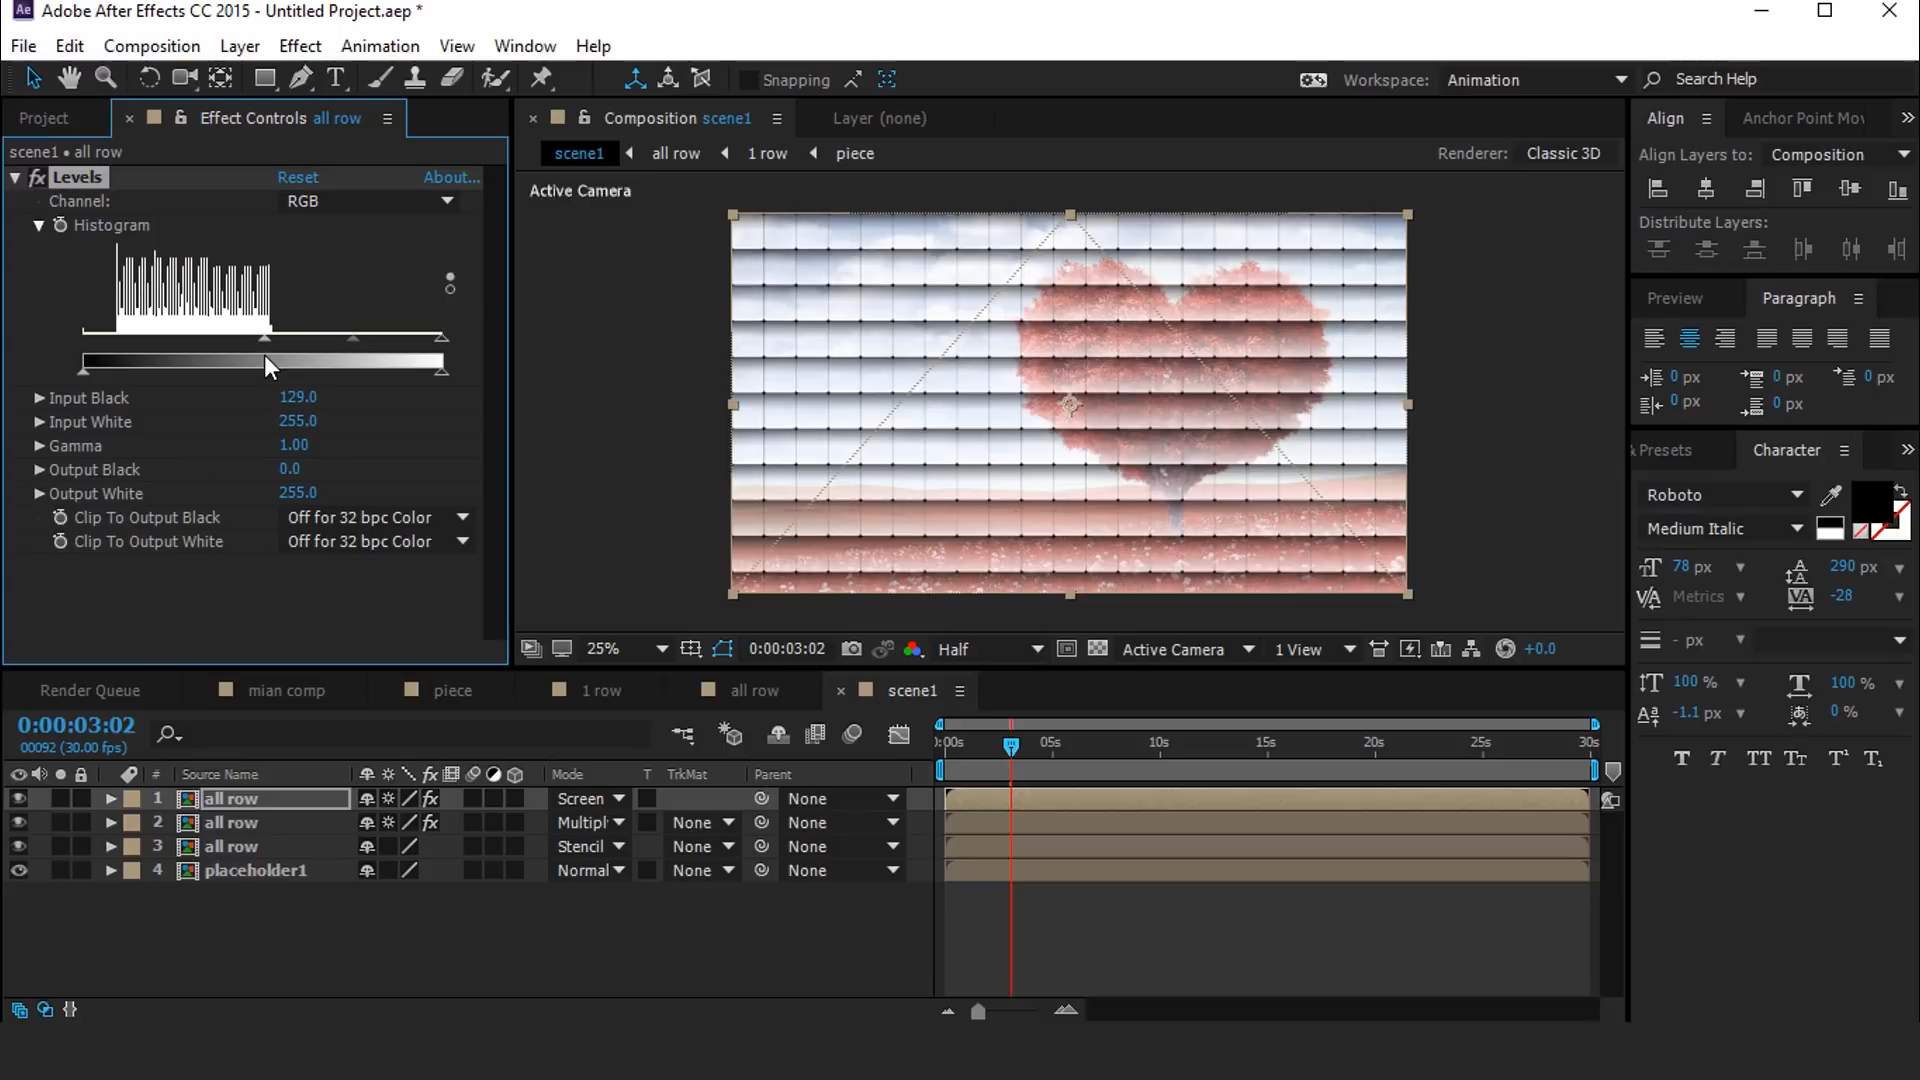 Adobe After Effects CC 2015 - Untitled Project.aep *
File Edit Composition Layer Effect Animation View Window Help
Snapping Workspace: Animation Search Help
Project Effect Controls all row
scene1 • all row
fx Levels Reset About...
Channel: RGB
Histogram
Input Black 129.0
Input White 255.0
Gamma 1.00
Output Black 0.0
Output White 255.0
Clip To Output Black Off for 32 bpc Color
Clip To Output White Off for 32 bpc Color
Composition scene1 Layer (none)
scene1 all row 1 row piece Renderer: Classic 3D
Active Camera
25% 0:00:03:02 Half Active Camera 1 View +0.0
Align Anchor Point Mov
Align Layers to: Composition
Distribute Layers:
Preview Paragraph
0 px 0 px 0 px
0 px 0 px
& Presets Character
Roboto
Medium Italic
78 px 290 px
Metrics -28
- px
100 % 100 %
-1.1 px 0 %
T T TT Tt T¹ T₁
Render Queue mian comp piece 1 row all row scene1
0:00:03:02
00092 (30.00 fps)
0:00s 05s 10s 15s 20s 25s 30s
# Source Name Mode T TrkMat Parent
1 all row Screen None
2 all row Multipl None None
3 all row Stencil None None
4 placeholder1 Normal None None